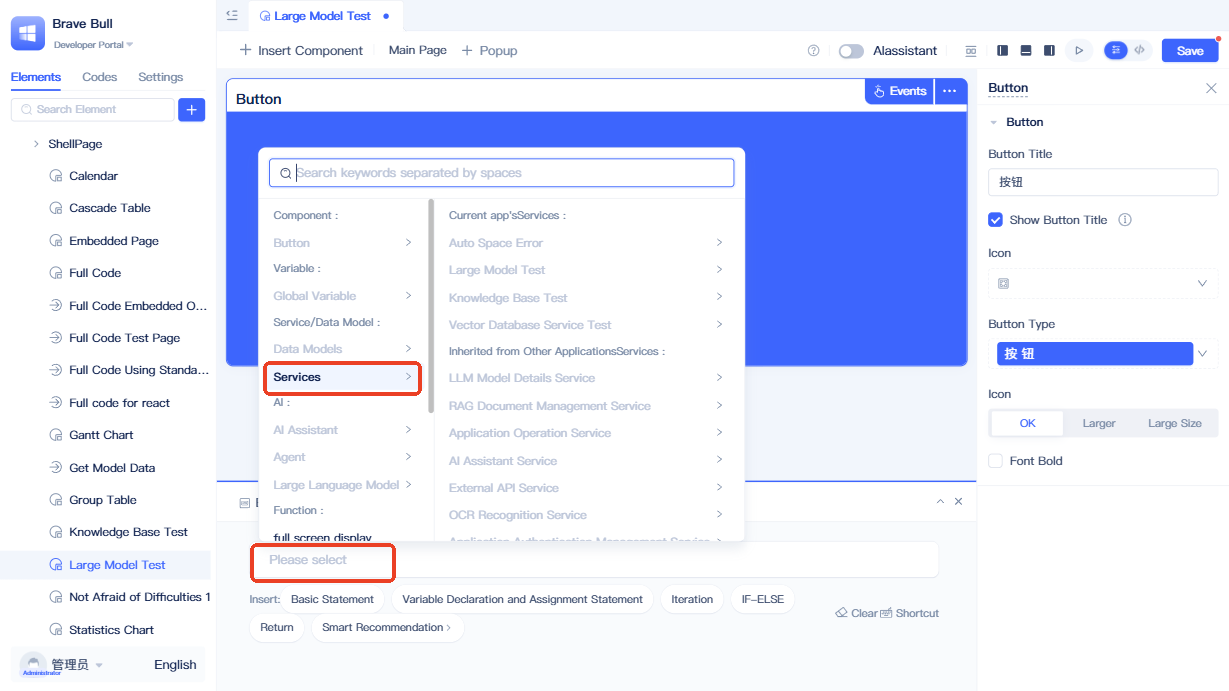 Brave Bull
Developer Portal
Elements
Codes
Settings
Search Element
ShellPage
Calendar
Cascade Table
Embedded Page
Full Code
Full Code Embedded O...
Full Code Test Page
Full Code Using Standa...
Full code for react
Gantt Chart
Get Model Data
Group Table
Knowledge Base Test
Large Model Test
Not Afraid of Difficulties 1
Statistics Chart
管理员
Administrator
English
Large Model Test
Insert Component
Main Page
Popup
AIassistant
Save
Button
Events
Search keywords separated by spaces
Component :
Button
Variable :
Global Variable
Service/Data Model :
Data Models
Services
AI :
AI Assistant
Agent
Large Language Model
Function :
full screen display
Current app'sServices :
Auto Space Error
Large Model Test
Knowledge Base Test
Vector Database Service Test
Inherited from Other ApplicationsServices :
LLM Model Details Service
RAG Document Management Service
Application Operation Service
AI Assistant Service
External API Service
OCR Recognition Service
Application Authentication Management Service
Please select
Insert:
Basic Statement
Variable Declaration and Assignment Statement
Iteration
IF-ELSE
Return
Smart Recommendation
Clear
Shortcut
Button
Button
Button Title
按钮
Show Button Title
Icon
Button Type
按 钮
Icon
OK
Larger
Large Size
Font Bold